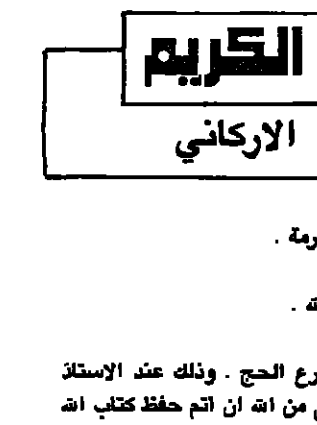 الكريم
الاركاني
رمة .
ه .
رع الحج . وذلك عند الاستاذ
من الله ان اتم حفظ كتاب الله